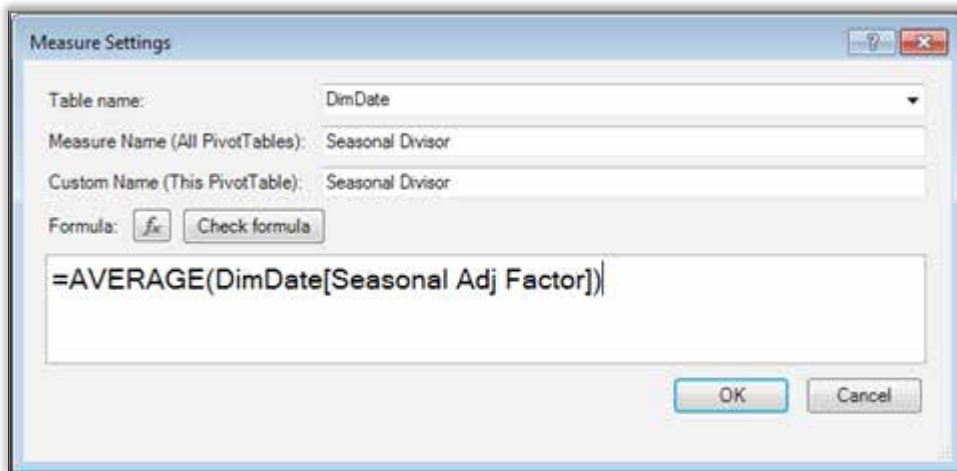 Measure Settings
Table name: DimDate
Measure Name (All PivotTables): Seasonal Divisor
Custom Name (This PivotTable): Seasonal Divisor
Formula: fx Check formula
=AVERAGE(DimDate[Seasonal Adj Factor])
OK Cancel